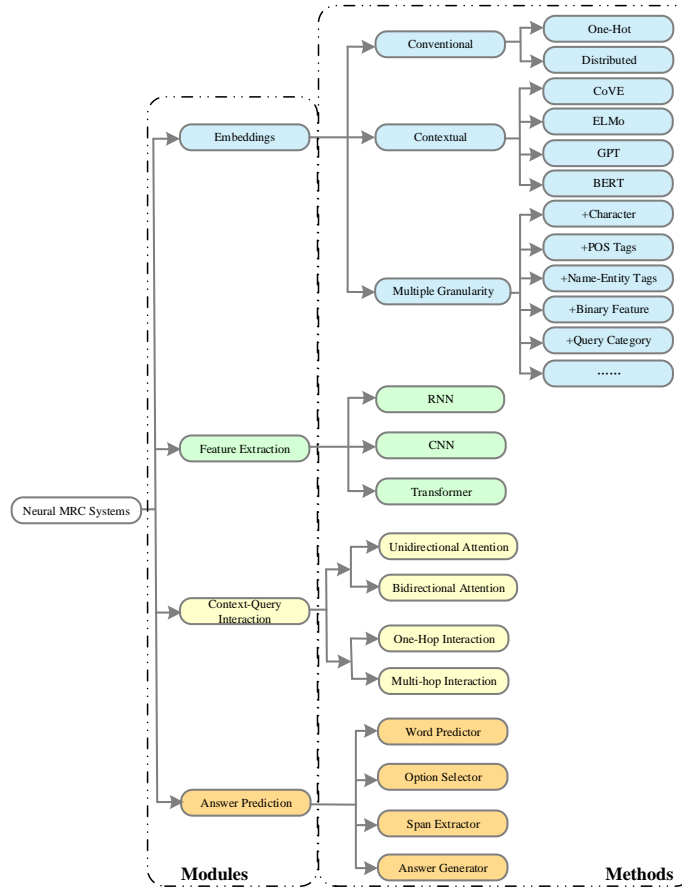 Neural MRC Systems
Embeddings
Conventional
One-Hot
Distributed
Contextual
CoVE
ELMo
GPT
BERT
Multiple Granularity
+Character
+POS Tags
+Name-Entity Tags
+Binary Feature
+Query Category
......
Feature Extraction
RNN
CNN
Transformer
Context-Query
Interaction
Unidirectional Attention
Bidirectional Attention
One-Hop Interaction
Multi-hop Interaction
Answer Prediction
Word Predictor
Option Selector
Span Extractor
Answer Generator
Modules
Methods